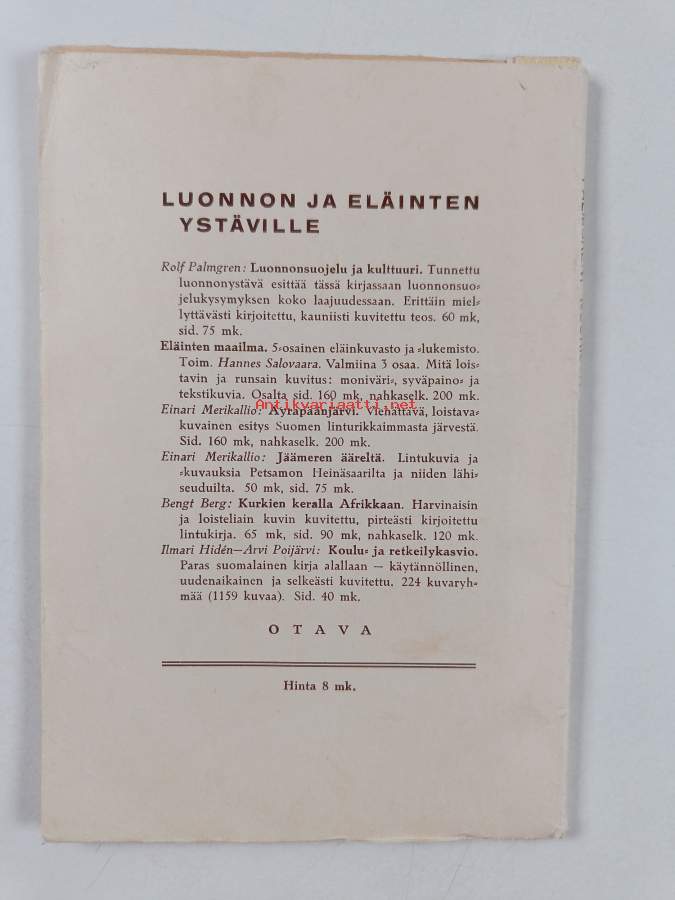 LUONNON JA ELÄINTEN
YSTÄVILLE
Rolf Palmgren: Luonnonsuojelu ja kulttuuri. Tunnettu
luonnonystävä esittää tässä kirjassaan luonnonsuo-
jelukysymyksen koko laajuudessaan. Erittäin miel-
lyttävästi kirjoitettu, kauniisti kuvitettu teos. 60 mk,
sid. 75 mk.
Eläinten maailma. 5-osainen eläinkuvasto ja -lukemisto.
Toim. Hannes Salovaara. Valmiina 3 osaa. Mitä lois-
tavin ja runsain kuvitus: moniväri-, syväpaino- ja
tekstikuvia. Osalta sid. 160 mk, nahkaselk. 200 mk.
Antikvariaatti.net
Einari Merikallio: Äyräpäänjärvi. Viehättävä, loistava-
kuvainen esitys Suomen linturikkaimmasta järvestä.
Sid. 160 mk, nahkaselk. 200 mk.
Einari Merikallio: Jäämeren ääreltä. Lintukuvia ja
-kuvauksia Petsamon Heinäsaarilta ja niiden lähi-
seuduilta. 50 mk, sid. 75 mk.
Bengt Berg: Kurkien keralla Afrikkaan. Harvinaisin
ja loisteliain kuvin kuvitettu, pirteästi kirjoitettu
lintukirja. 65 mk, sid. 90 mk, nahkaselk. 120 mk.
Ilmari Hidén—Arvi Poijärvi: Koulu- ja retkeilykasvio.
Paras suomalainen kirja alallaan — käytännöllinen,
uudenaikainen ja selkeästi kuvitettu. 224 kuvaryh-
mää (1159 kuvaa). Sid. 40 mk.
OTAVA
Hinta 8 mk.